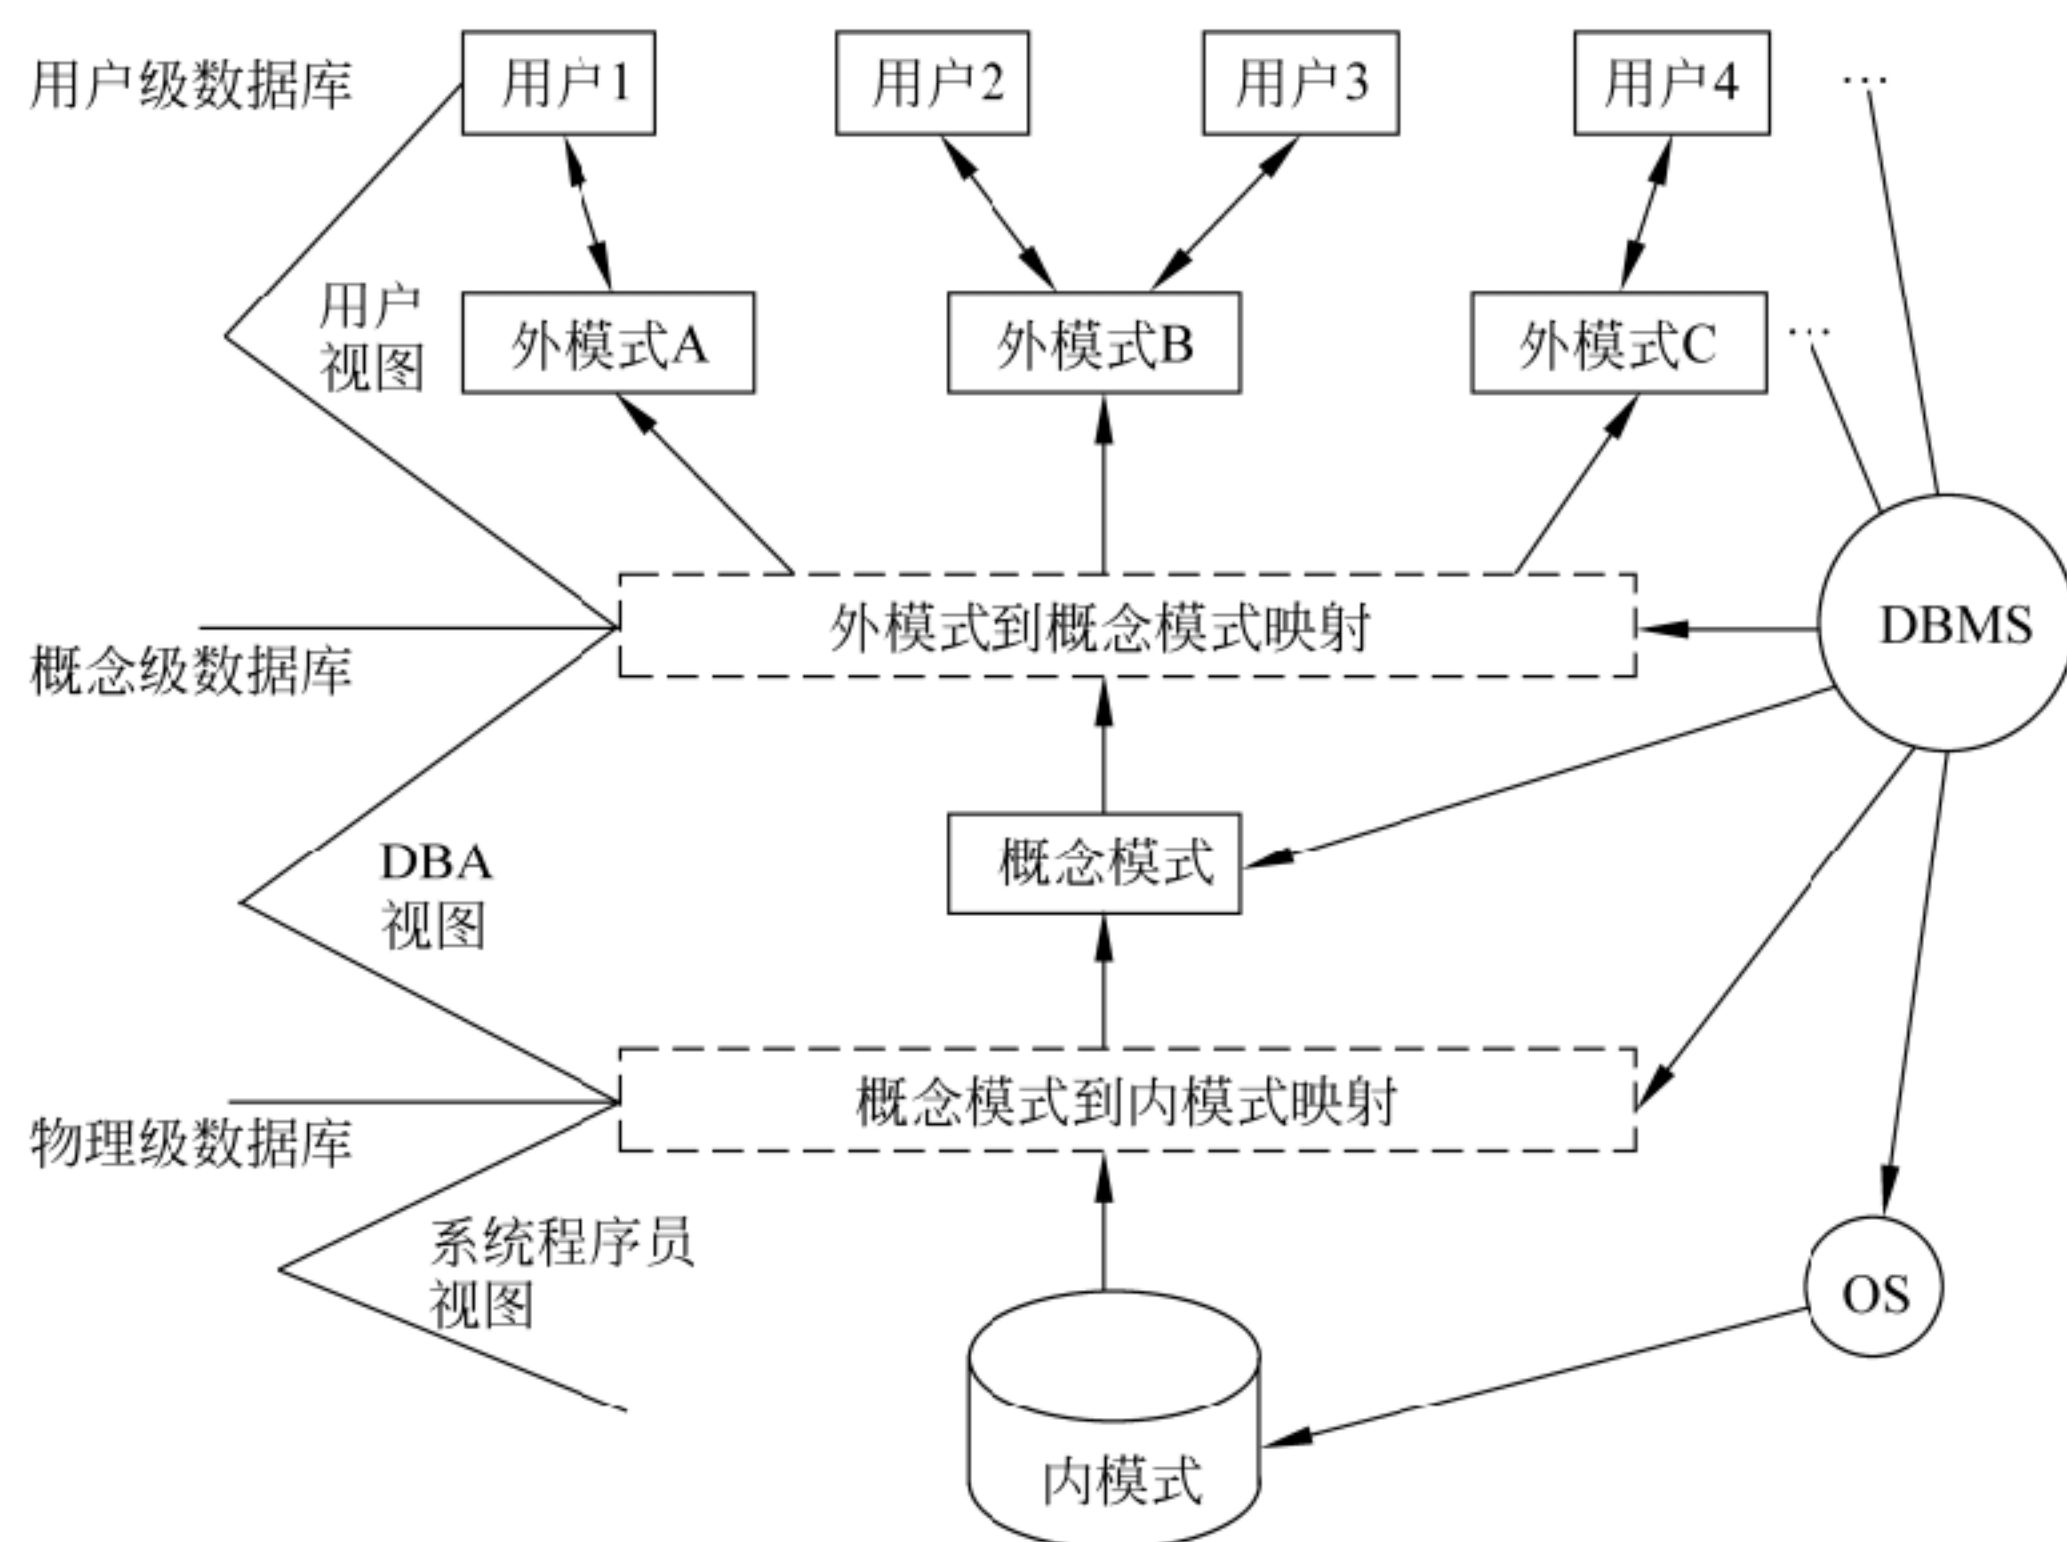 用户级数据库
用户1
用户2
用户3
用户4
…
用户
视图
外模式A
外模式B
外模式C
…
外模式到概念模式映射
DBMS
概念级数据库
DBA
视图
概念模式
概念模式到内模式映射
物理级数据库
系统程序员
视图
OS
内模式